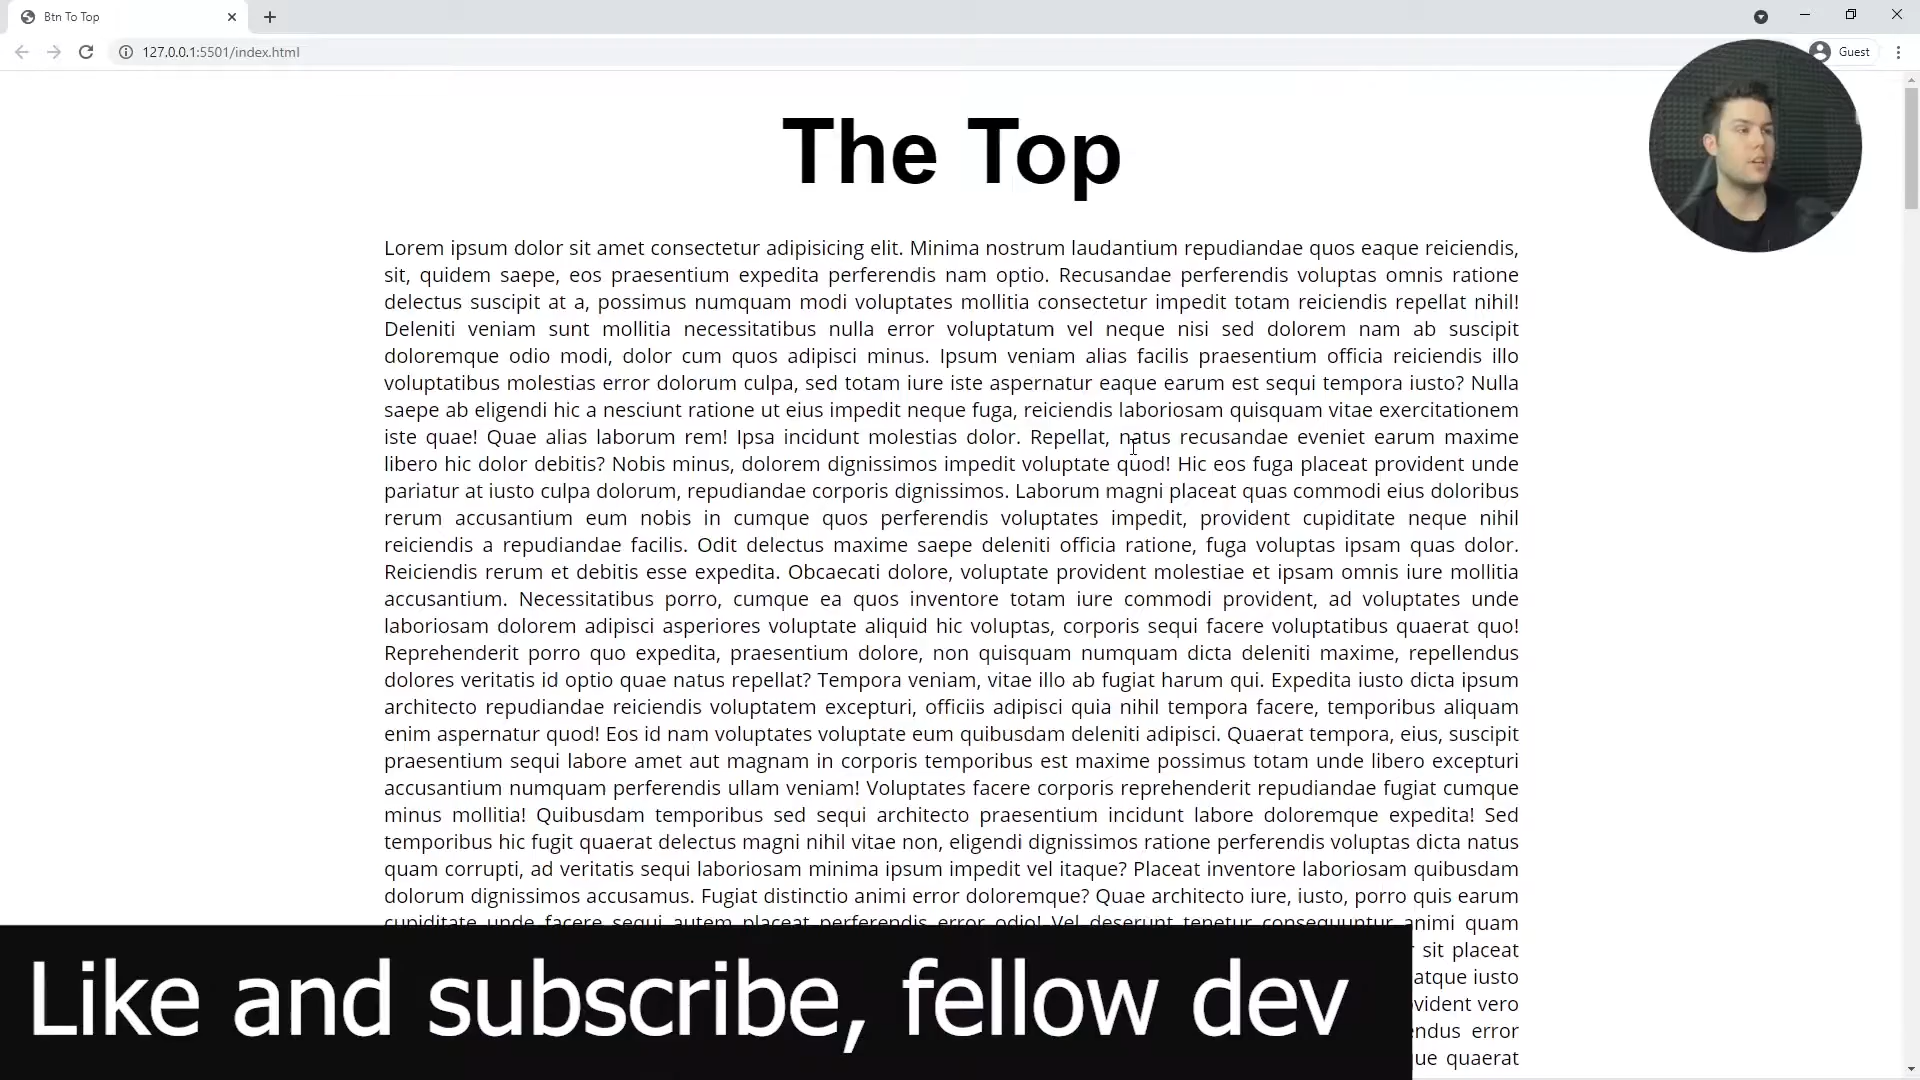 Btn To Top
127.0.0.1:5501/index.html
Guest
The Top
Lorem ipsum dolor sit amet consectetur adipisicing elit. Minima nostrum laudantium repudiandae quos eaque reiciendis,
sit, quidem saepe, eos praesentium expedita perferendis nam optio. Recusandae perferendis voluptas omnis ratione
delectus suscipit at a, possimus numquam modi voluptates mollitia consectetur impedit totam reiciendis repellat nihil!
Deleniti veniam sunt mollitia necessitatibus nulla error voluptatum vel neque nisi sed dolorem nam ab suscipit
doloremque odio modi, dolor cum quos adipisci minus. Ipsum veniam alias facilis praesentium officia reiciendis illo
voluptatibus molestias error dolorum culpa, sed totam iure iste aspernatur eaque earum est sequi tempora iusto? Nulla
saepe ab eligendi hic a nesciunt ratione ut eius impedit neque fuga, reiciendis laboriosam quisquam vitae exercitationem
iste quae! Quae alias laborum rem! Ipsa incidunt molestias dolor. Repellat, natus recusandae eveniet earum maxime
libero hic dolor debitis? Nobis minus, dolorem dignissimos impedit voluptate quod! Hic eos fuga placeat provident unde
pariatur at iusto culpa dolorum, repudiandae corporis dignissimos. Laborum magni placeat quas commodi eius doloribus
rerum accusantium eum nobis in cumque quos perferendis voluptates impedit, provident cupiditate neque nihil
reiciendis a repudiandae facilis. Odit delectus maxime saepe deleniti officia ratione, fuga voluptas ipsam quas dolor.
Reiciendis rerum et debitis esse expedita. Obcaecati dolore, voluptate provident molestiae et ipsam omnis iure mollitia
accusantium. Necessitatibus porro, cumque ea quos inventore totam iure commodi provident, ad voluptates unde
laboriosam dolorem adipisci asperiores voluptate aliquid hic voluptas, corporis sequi facere voluptatibus quaerat quo!
Reprehenderit porro quo expedita, praesentium dolore, non quisquam numquam dicta deleniti maxime, repellendus
dolores veritatis id optio quae natus repellat? Tempora veniam, vitae illo ab fugiat harum qui. Expedita iusto dicta ipsum
architecto repudiandae reiciendis voluptatem excepturi, officiis adipisci quia nihil tempora facere, temporibus aliquam
enim aspernatur quod! Eos id nam voluptates voluptate eum quibusdam deleniti adipisci. Quaerat tempora, eius, suscipit
praesentium sequi labore amet aut magnam in corporis temporibus est maxime possimus totam unde libero excepturi
accusantium numquam perferendis ullam veniam! Voluptates facere corporis reprehenderit repudiandae fugiat cumque
minus mollitia! Quibusdam temporibus sed sequi architecto praesentium incidunt labore doloremque expedita! Sed
temporibus hic fugit quaerat delectus magni nihil vitae non, eligendi dignissimos ratione perferendis voluptas dicta natus
quam corrupti, ad veritatis sequi laboriosam minima ipsum impedit vel itaque? Placeat inventore laboriosam quibusdam
dolorum dignissimos accusamus. Fugiat distinctio animi error doloremque? Quae architecto iure, iusto, porro quis earum
cupiditate unde facere sequi autem placeat perferendis error odio! Vel deserunt tenetur consequuntur animi quam
sit placeat
atque iusto
vero
error
quaerat
Like and subscribe, fellow dev